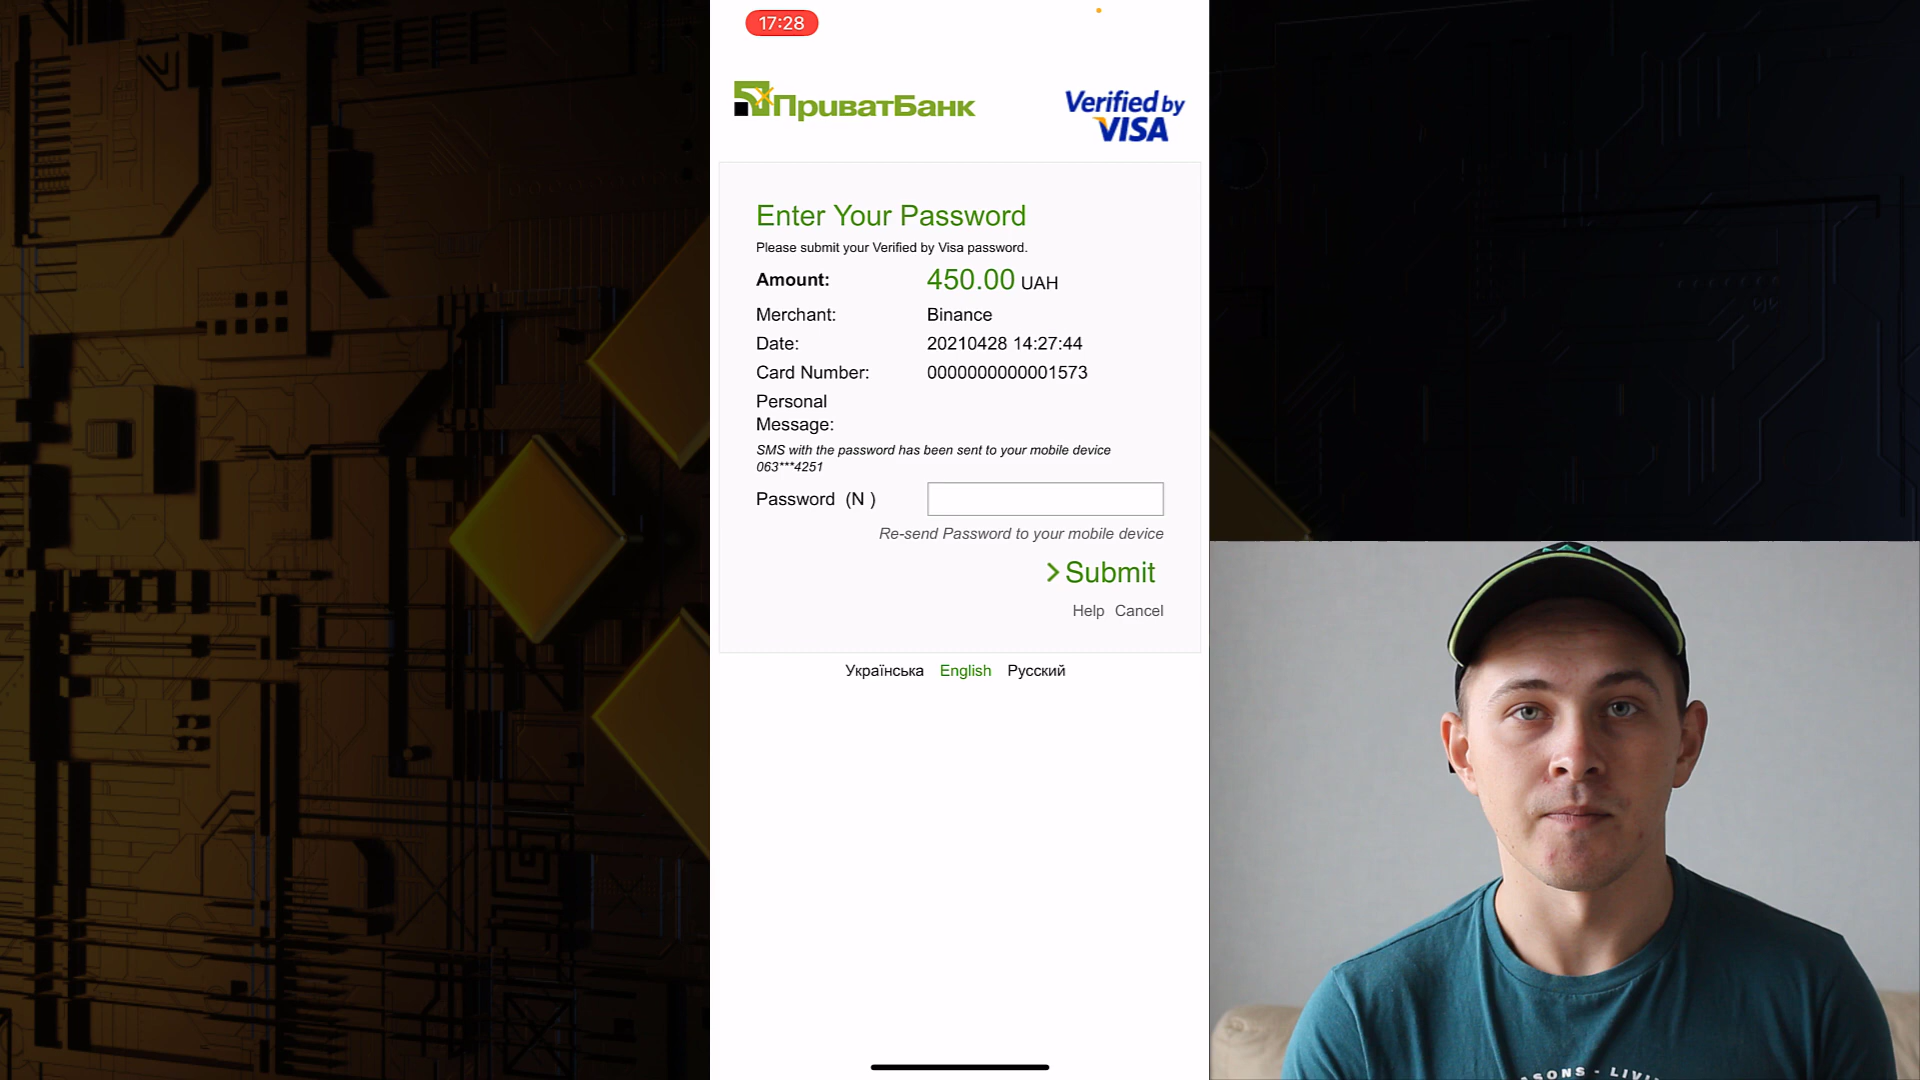 17:28
ПриватБанк
Verified by
VISA
Enter Your Password
Please submit your Verified by Visa password.
Amount: 450.00 UAH
Merchant: Binance
Date: 20210428 14:27:44
Card Number: 0000000000001573
Personal
Message:
SMS with the password has been sent to your mobile device
063***4251
Password (N )
Re-send Password to your mobile device
Submit
Help Cancel
Українська English Русский